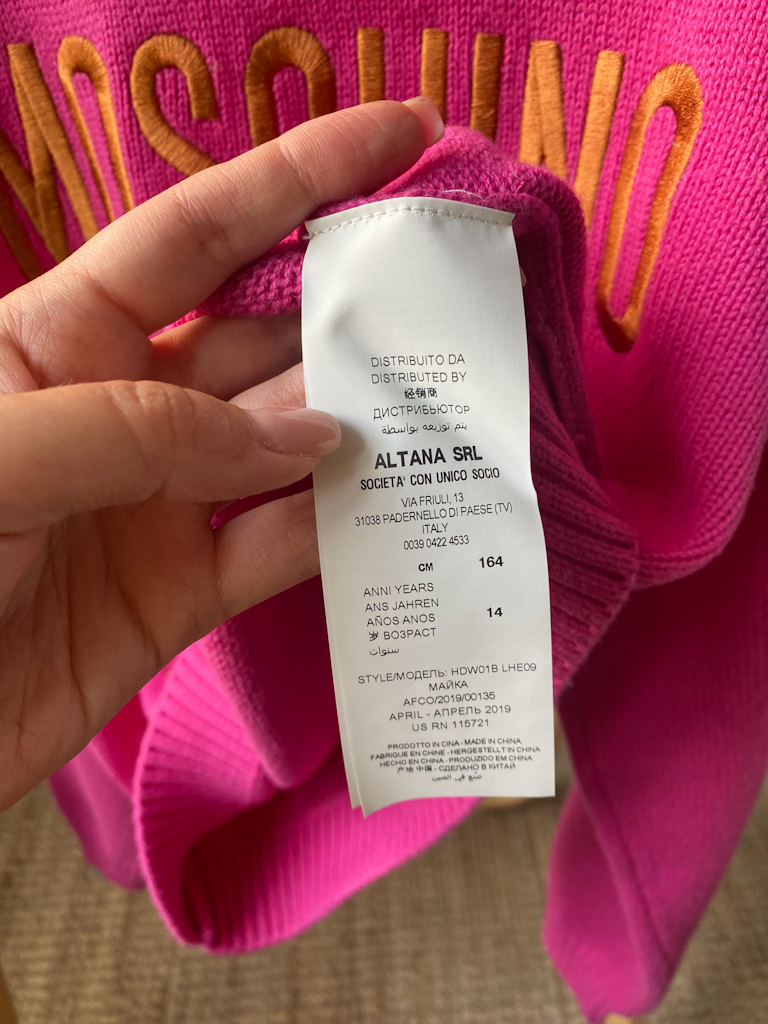 MOSCHINO
DISTRIBUITO DA
DISTRIBUTED BY
经销商
ДИСТРИБЬЮТОР
يتم توزيعه بواسطة
ALTANA SRL
SOCIETA' CON UNICO SOCIO
VIA FRIULI, 13
31038 PADERNELLO DI PAESE (TV)
ITALY
0039 0422 4533
CM 164
ANNI YEARS
ANS JAHREN
AÑOS ANOS 14
岁 ВОЗРАСТ
سنوات
STYLE/МОДЕЛЬ: HDW01B LHE09
МАЙКА
AFCO/2019/00135
APRIL - АПРЕЛЬ 2019
US RN 115721
PRODOTTO IN CINA - MADE IN CHINA
FABRIQUE EN CHINE - HERGESTELLT IN CHINA
HECHO EN CHINA - PRODUZIDO EM CHINA
产地 中国 - СДЕЛАНО В КИТАЙ
صنع في الصين